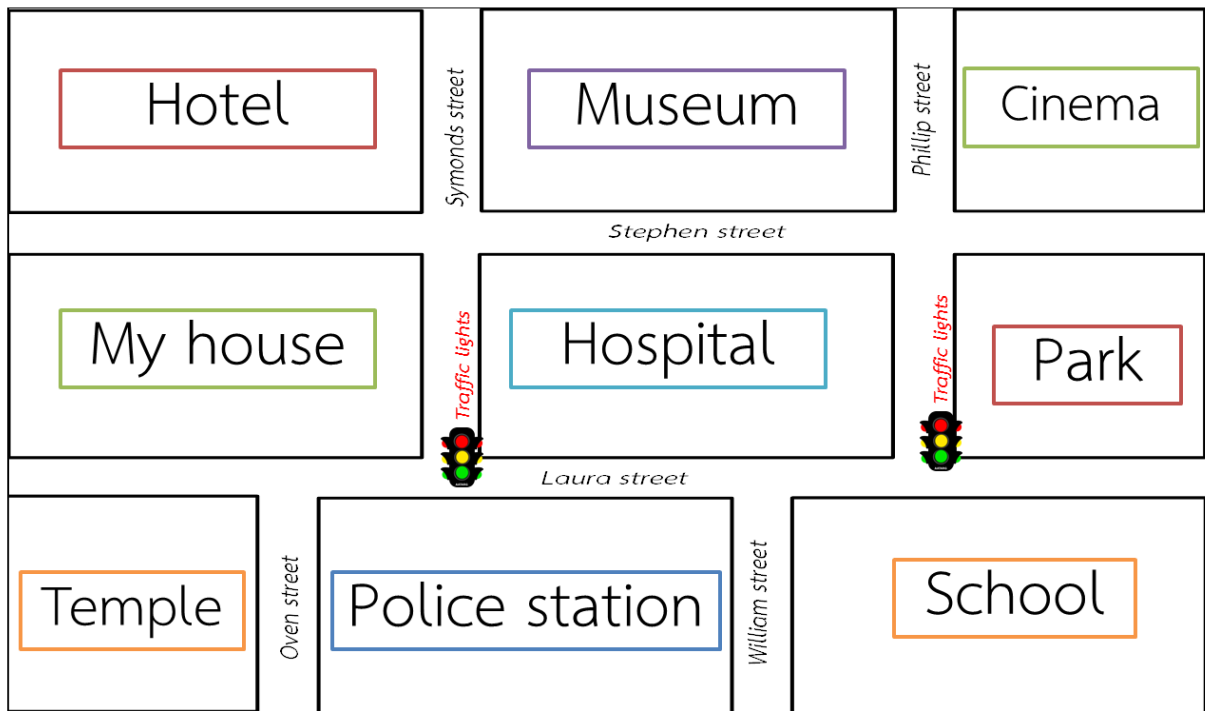 Hotel
Symonds street
Museum
Phillip street
Cinema
Stephen street
My house
Traffic lights
Hospital
Traffic lights
Park
Laura street
Temple
Oven street
Police station
William street
School